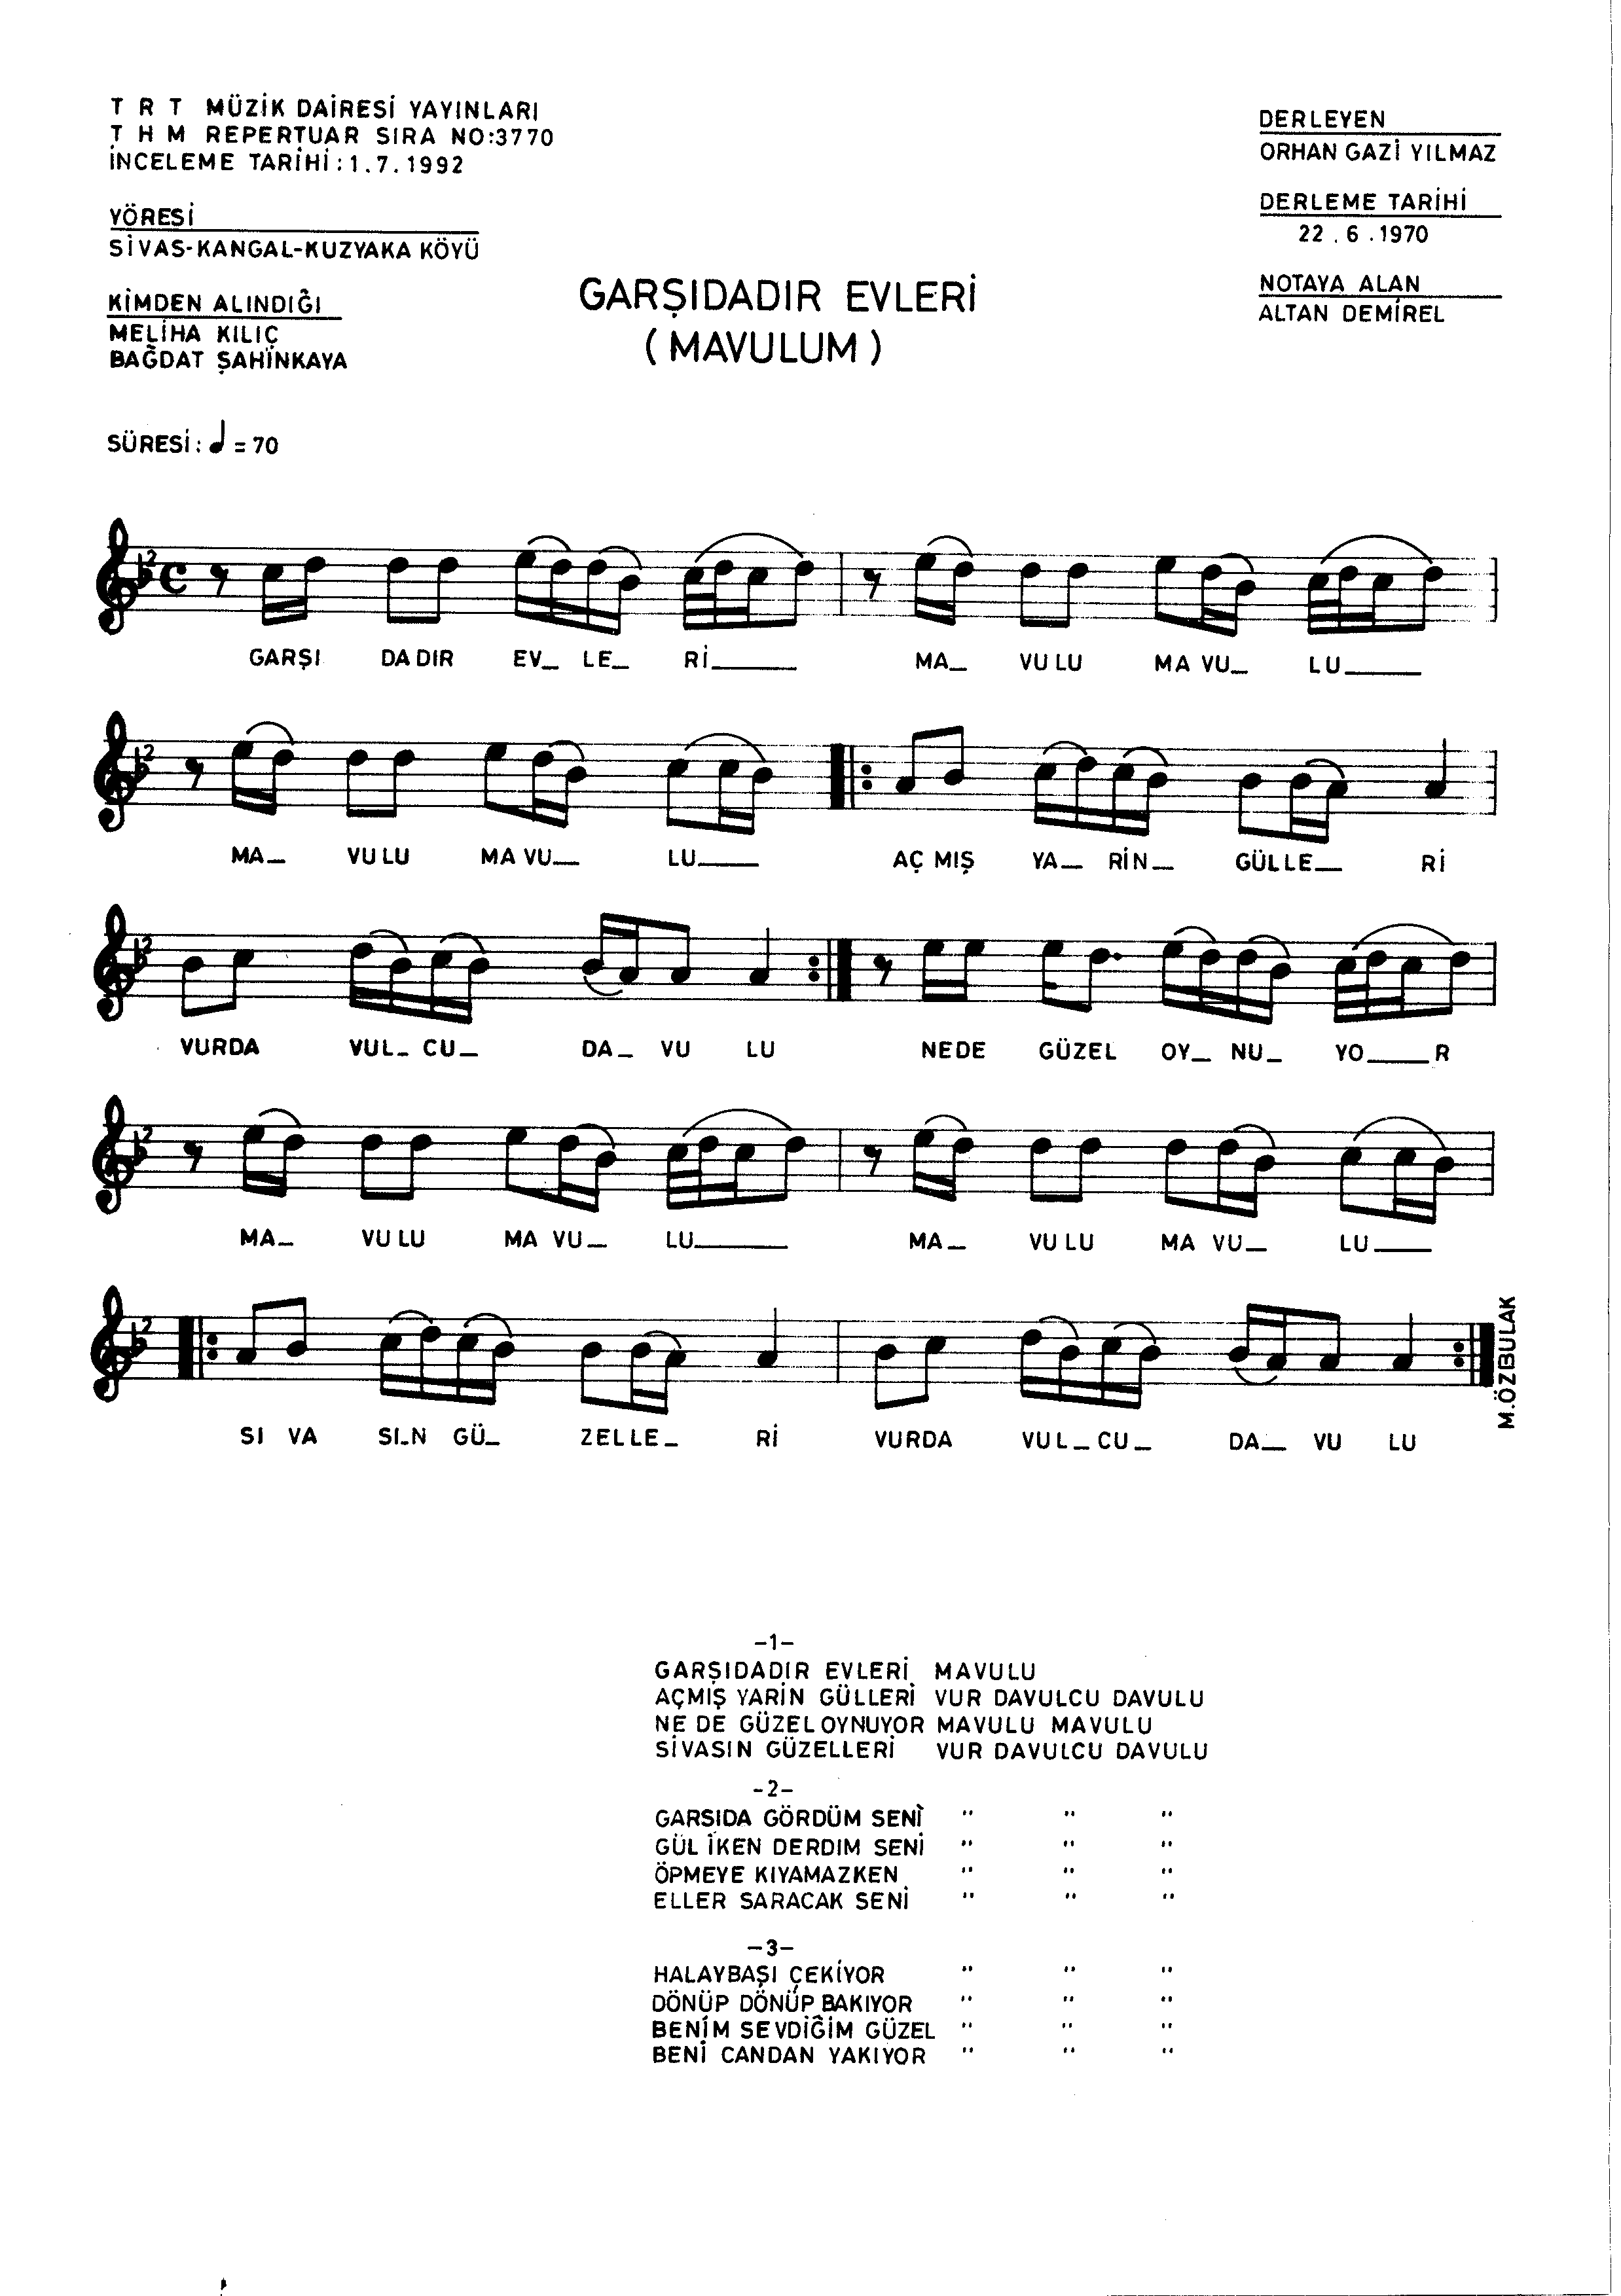 T R T MÜZİK DAİRESİ YAYINLARI
T H M REPERTUAR SIRA NO:3770
İNCELEME TARİHİ : 1.7.1992
YÖRESİ
SİVAS-KANGAL-KUZYAKA KÖYÜ
KİMDEN ALINDIĞI
MELİHA KILIÇ
BAĞDAT ŞAHİNKAYA
DERLEYEN
ORHAN GAZİ YILMAZ
DERLEME TARİHİ
22 . 6 . 1970
NOTAYA ALAN
ALTAN DEMİREL
GARŞIDADIR EVLERİ
( MAVULUM )
SÜRESİ : ♩ = 70
GARŞI DA DIR EV_ LE_ Rİ____ MA_ VU LU MA VU_ LU____
MA_ VU LU MA VU_ LU___ AÇ MIŞ YA_ RİN_ GÜL LE_ Rİ
VURDA VUL_ CU_ DA_ VU LU NEDE GÜZEL OY_ NU_ YO___R
MA_ VU LU MA VU_ LU____ MA_ VU LU MA VU_ LU___
SI VA SI_N GÜ_ ZEL LE_ Rİ VURDA VUL_ CU_ DA_ VU LU
M.ÖZBULAK
-1-
GARŞIDADIR EVLERİ MAVULU
AÇMIŞ YARİN GÜLLERİ VUR DAVULCU DAVULU
NE DE GÜZEL OYNUYOR MAVULU MAVULU
SİVASIN GÜZELLERİ VUR DAVULCU DAVULU
-2-
GARSIDA GÖRDÜM SENİ " " "
GÜL İKEN DERDIM SENİ " " "
ÖPMEYE KIYAMAZKEN " " "
ELLER SARACAK SENİ " " "
-3-
HALAYBAŞI ÇEKİYOR " " "
DÖNÜP DÖNÜP BAKIYOR " " "
BENİM SEVDİĞİM GÜZEL " " "
BENİ CANDAN YAKIYOR " " "